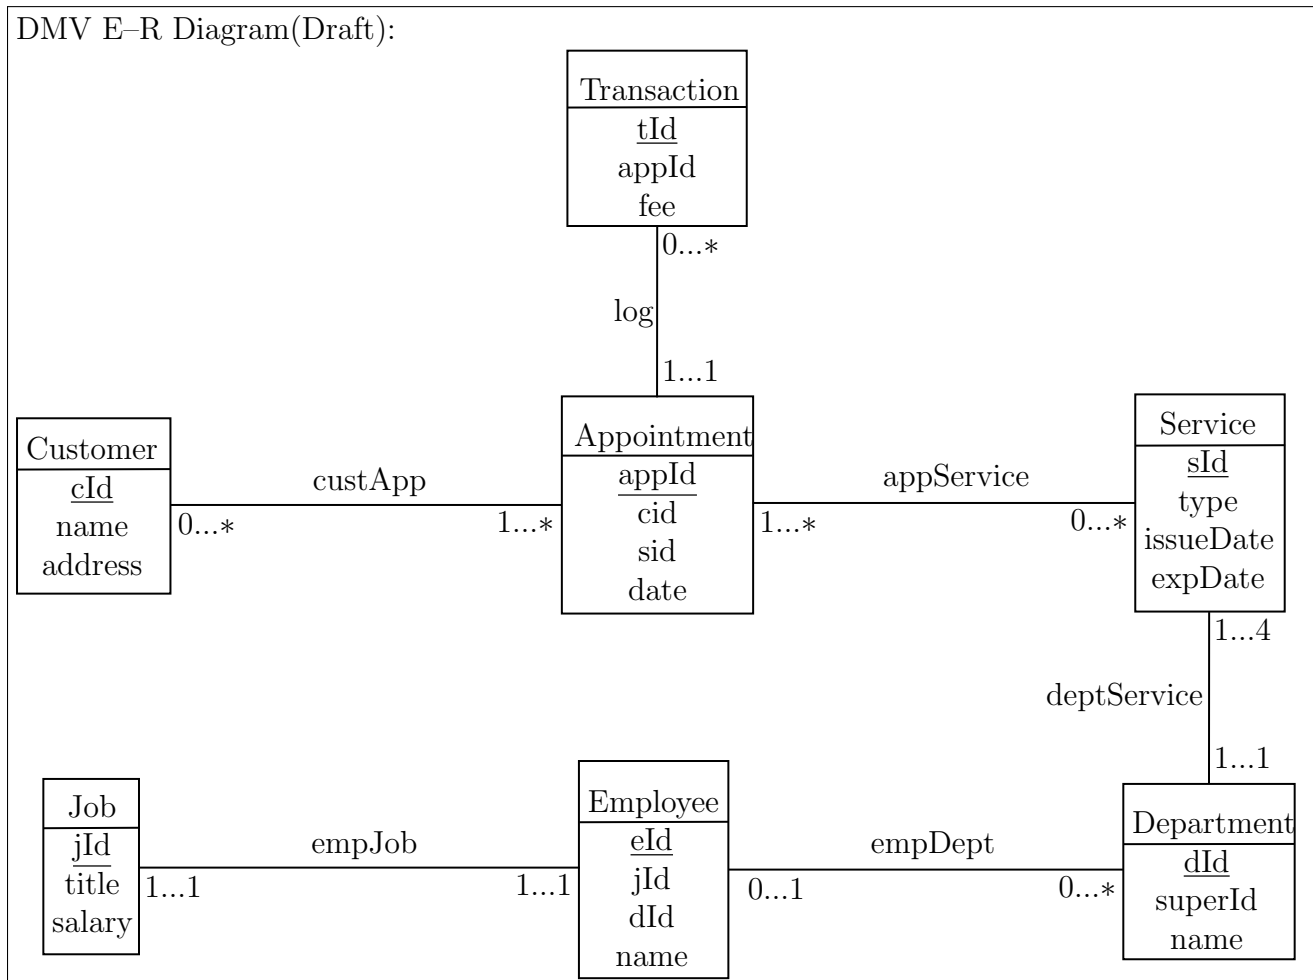 DMV E–R Diagram(Draft):
Transaction
tId
appId
fee
0...∗
log
1...1
Customer
cId
name
address
0...∗
custApp
1...∗
Appointment
appId
cid
sid
date
1...∗
appService
0...∗
Service
sId
type
issueDate
expDate
1...4
deptService
1...1
Job
jId
title
salary
1...1
empJob
1...1
Employee
eId
jId
dId
name
0...1
empDept
0...∗
Department
dId
superId
name